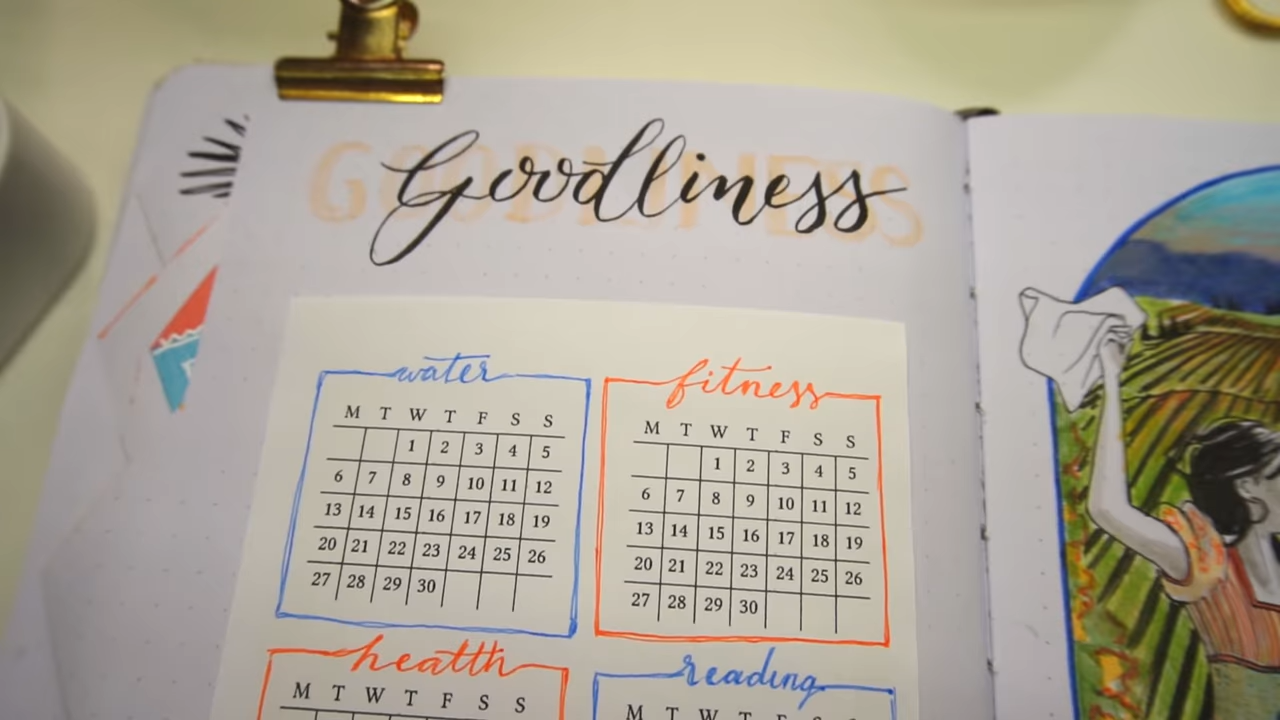 Goodliness
GOODLINESS
water
M T W T F S S
1 2 3 4 5
6 7 8 9 10 11 12
13 14 15 16 17 18 19
20 21 22 23 24 25 26
27 28 29 30
fitness
M T W T F S S
1 2 3 4 5
6 7 8 9 10 11 12
13 14 15 16 17 18 19
20 21 22 23 24 25 26
27 28 29 30
health
M T W T F S S
reading
M T W T F S S